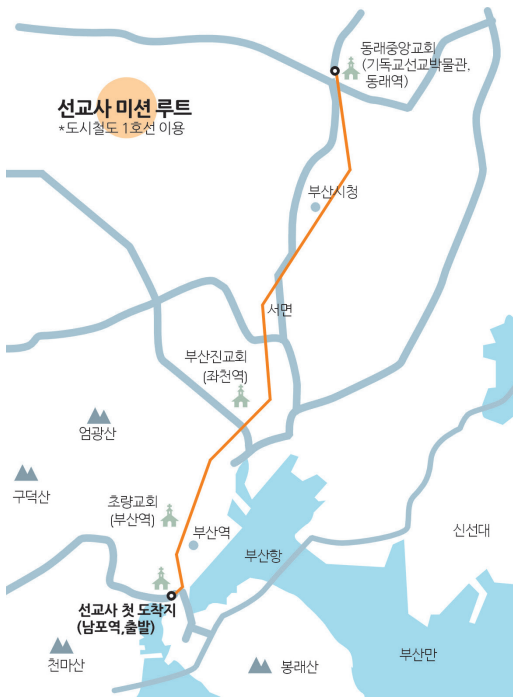 동래중앙교회
(기독교선교박물관,
동래역)
선교사 미션 루트
*도시철도 1호선 이용
부산시청
서면
부산진교회
(좌천역)
엄광산
구덕산
초량교회
(부산역)
부산역
부산항
신선대
선교사 첫 도착지
(남포역,출발)
천마산
봉래산
부산만